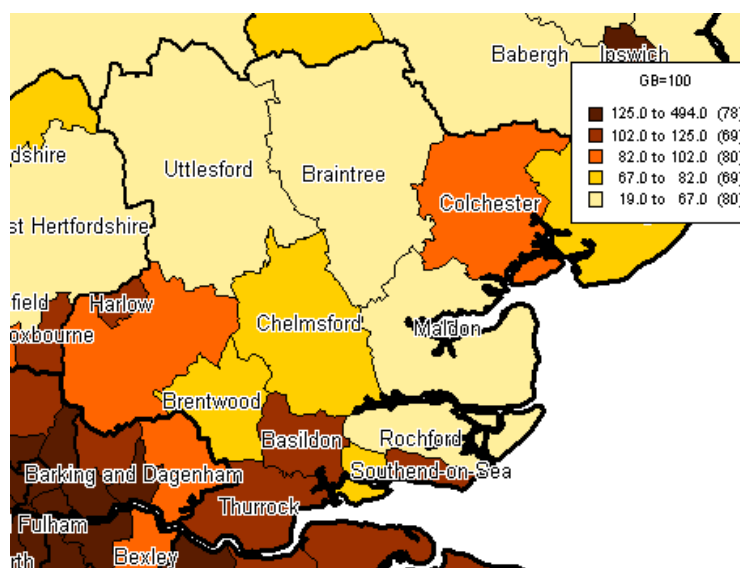 Babergh
Ipswich
GB=100
125.0 to 494.0 (78)
102.0 to 125.0 (69)
82.0 to 102.0 (80)
67.0 to 82.0 (69)
19.0 to 67.0 (80)
dshire
Uttlesford
Braintree
Colchester
st Hertfordshire
field
Harlow
oxbourne
Chelmsford
Maldon
Brentwood
Basildon
Rochford
Barking and Dagenham
Southend-on-Sea
Thurrock
Fulham
Bexley
rth